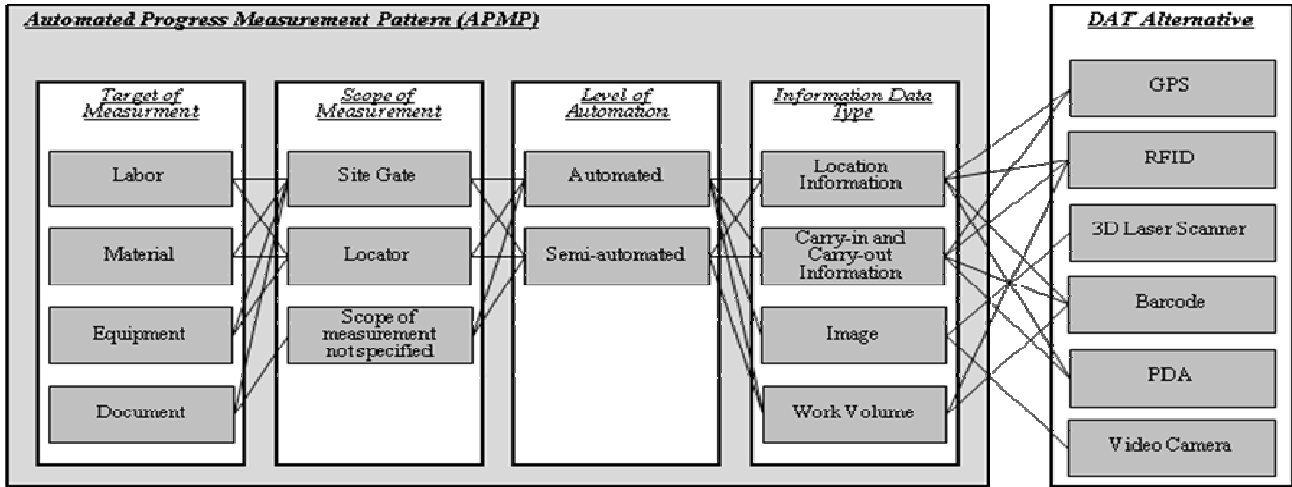 Automated Progress Measurement Pattern (APMP)
Target of
Measurment
Labor
Material
Equipment
Document
Scope of
Measurement
Site Gate
Locator
Scope of
measurement
not specified
Level of
Automation
Automated
Semi-automated
Information Data
Type
Location
Information
Carry-in and
Carry-out
Information
Image
Work Volume
DAT Alternative
GPS
RFID
3D Laser Scanner
Barcode
PDA
Video Camera